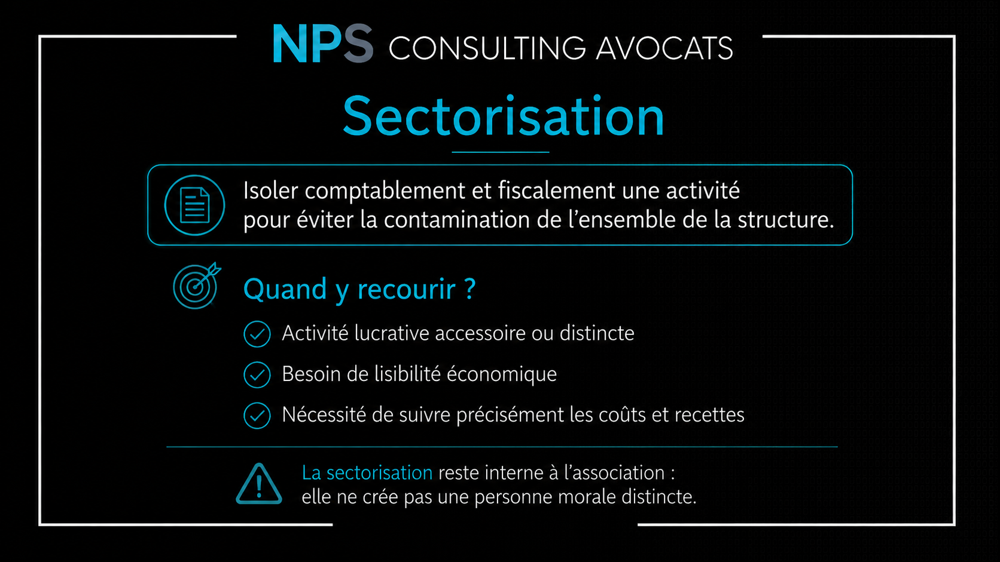 NPS CONSULTING AVOCATS
Sectorisation
Isoler comptablement et fiscalement une activité
pour éviter la contamination de l’ensemble de la structure.
Quand y recourir ?
Activité lucrative accessoire ou distincte
Besoin de lisibilité économique
Nécessité de suivre précisément les coûts et recettes
La sectorisation reste interne à l’association :
elle ne crée pas une personne morale distincte.